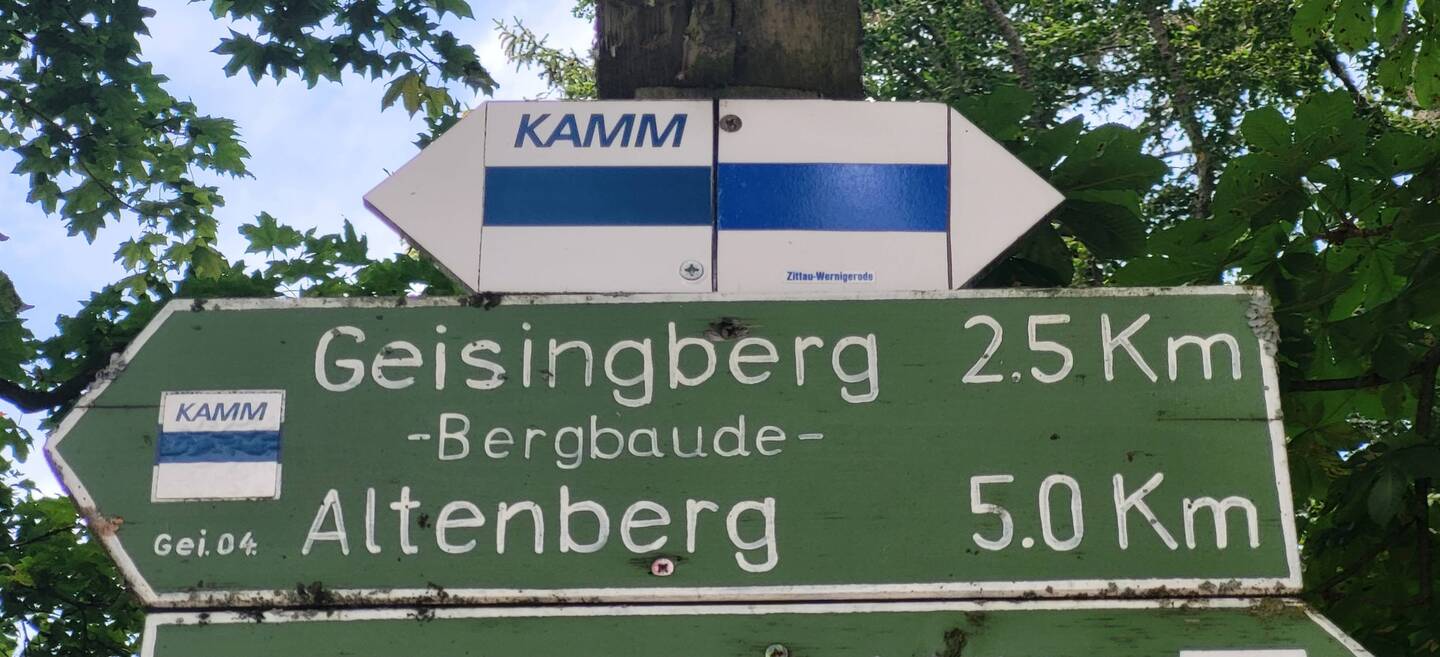 KAMM
Zittau-Wernigerode
Geisingberg 2.5 Km
KAMM
-Bergbaude-
Altenberg 5.0 Km
Gei.04.